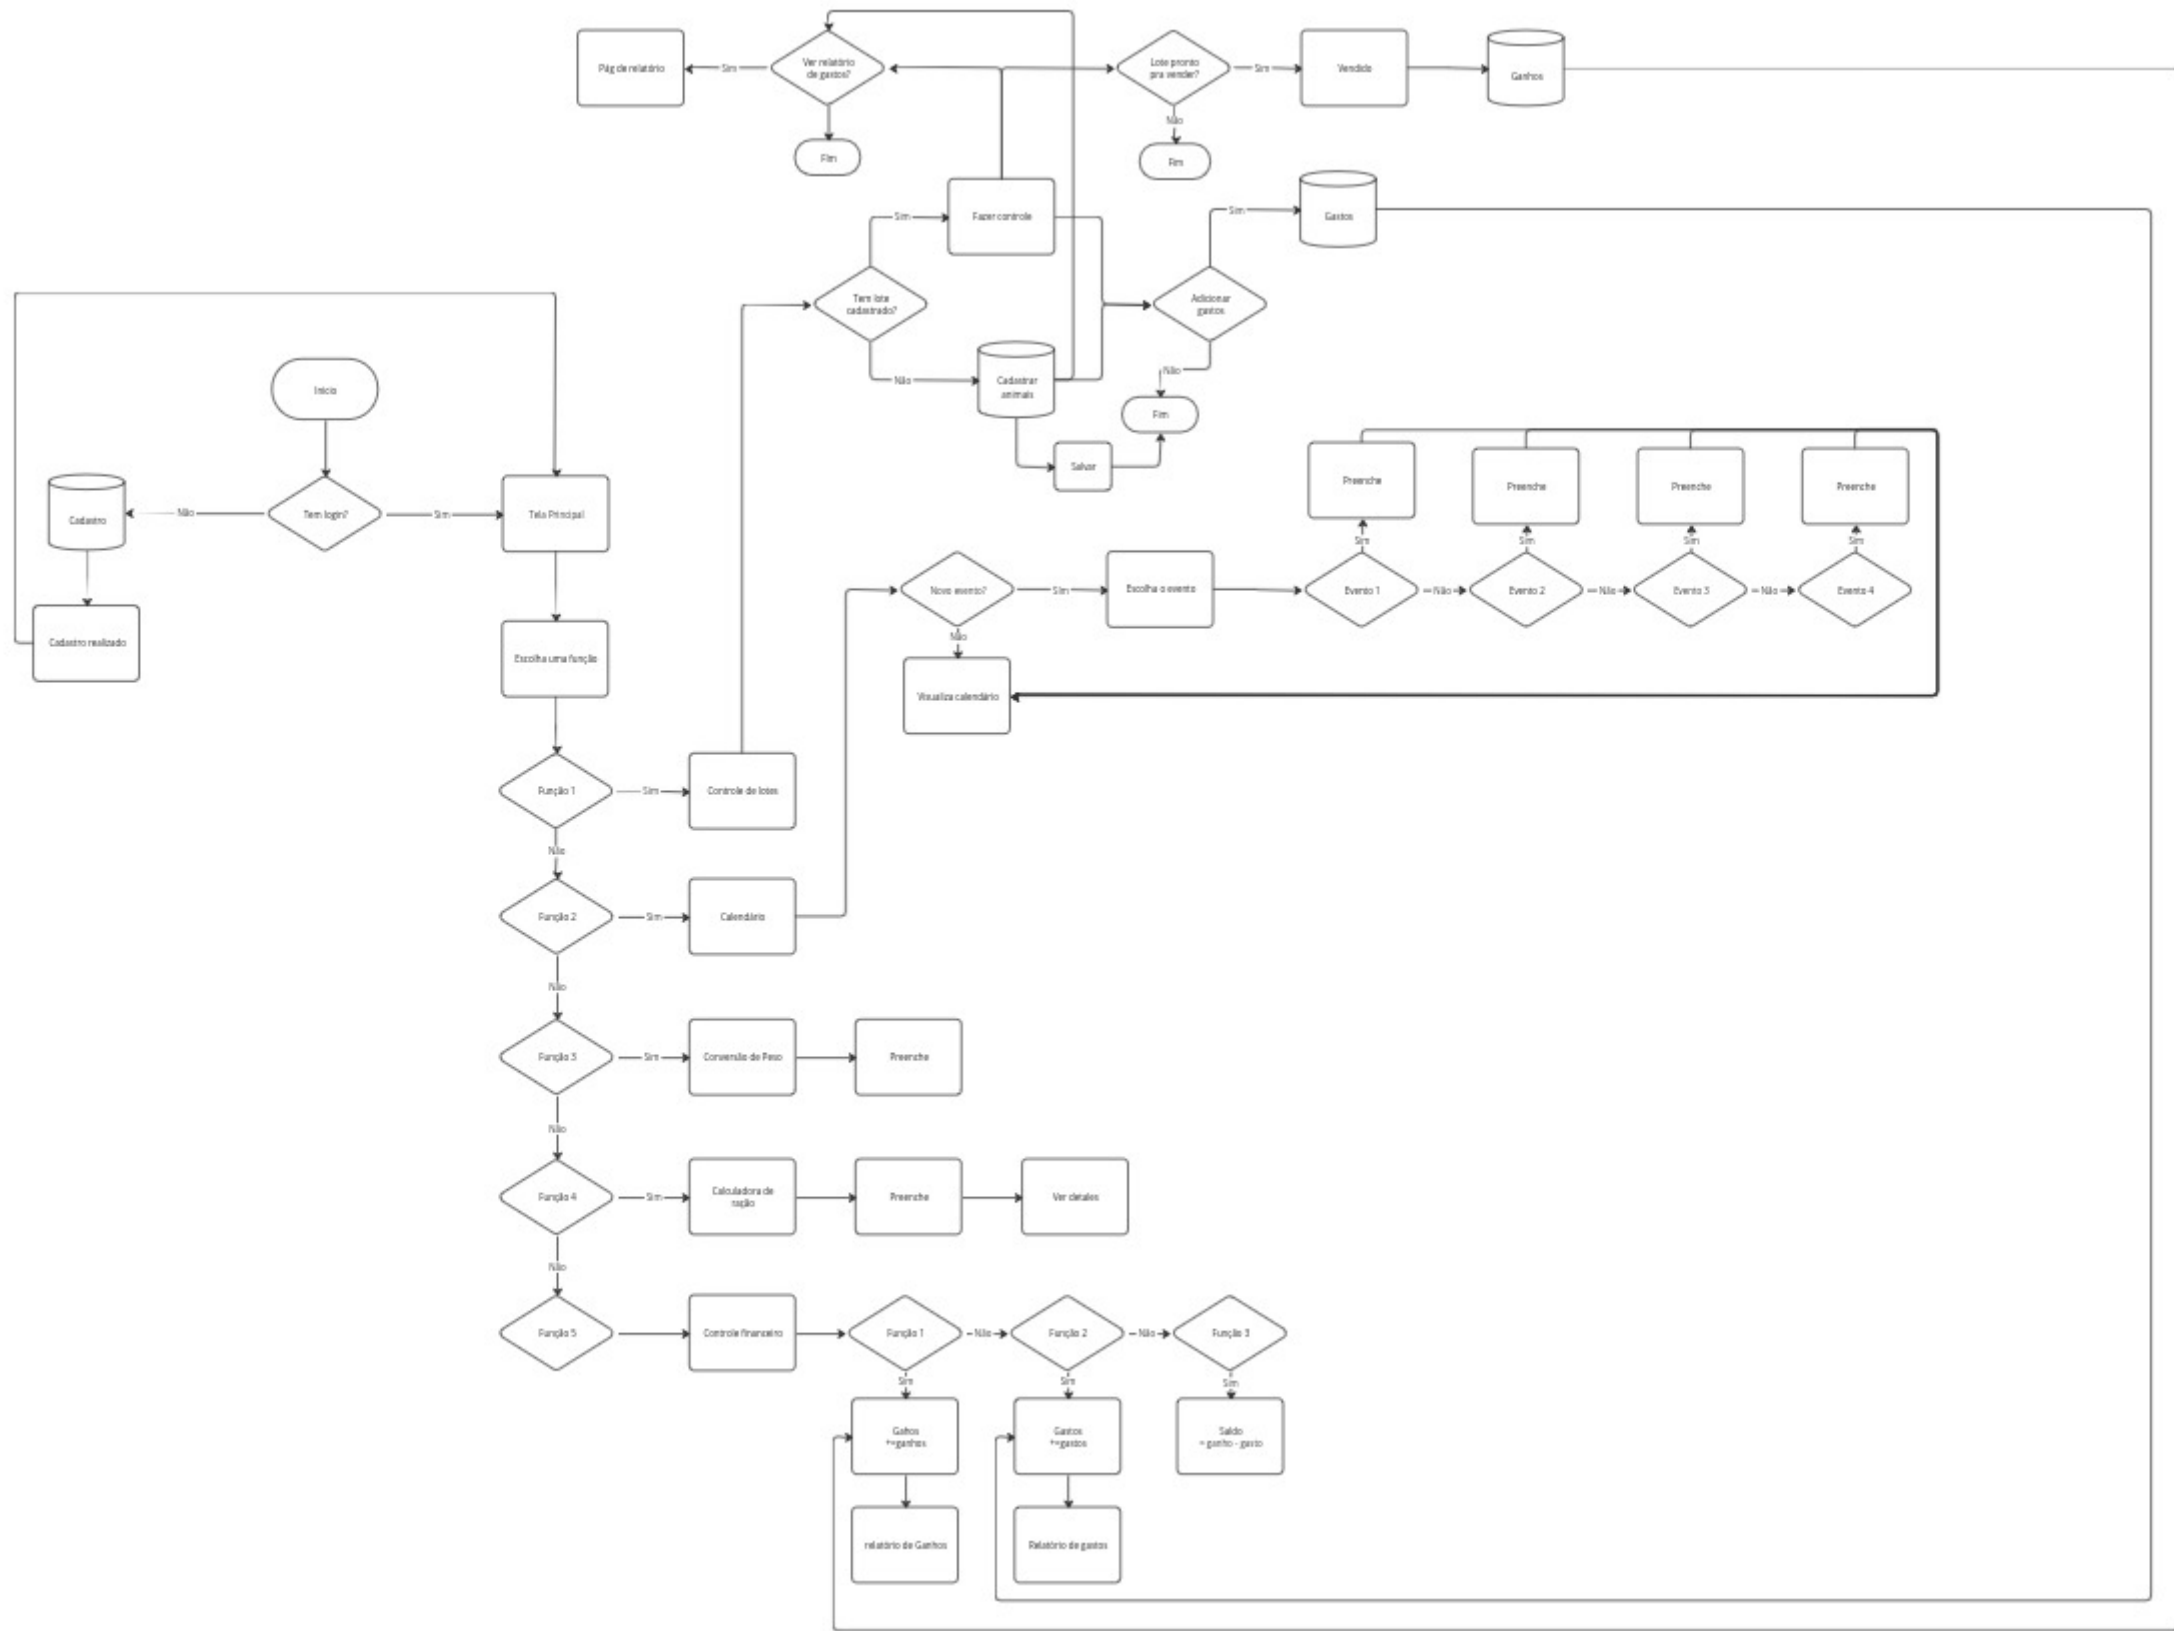 Pág de relatório
Sim
Ver relatório
de gastos?
Lote pronto
pra vender?
Sim
Vendido
Ganhos
Não
Fim
Fim
Sim
Fazer controle
Sim
Gastos
Tem lote
cadastrado?
Adicionar
gastos
Não
Cadastrar
animais
Não
Fim
Salvar
Início
Cadastro
Não
Tem login?
Sim
Tela Principal
Cadastro realizado
Escolha uma função
Preenche
Preenche
Preenche
Preenche
Sim
Sim
Sim
Sim
Novo evento?
Sim
Escolha o evento
Evento 1
Não
Evento 2
Não
Evento 3
Não
Evento 4
Não
Visualiza calendário
Função 1
Sim
Controle de lotes
Não
Função 2
Sim
Calendário
Não
Função 3
Sim
Conversão de Peso
Preenche
Não
Função 4
Sim
Calculadora de
ração
Preenche
Ver detales
Não
Função 5
Controle financeiro
Função 1
Não
Função 2
Não
Função 3
Sim
Sim
Sim
Gahos
+=ganhos
Gastos
+=gastos
Saldo
= ganho - gasto
relatório de Ganhos
Relatório de gastos